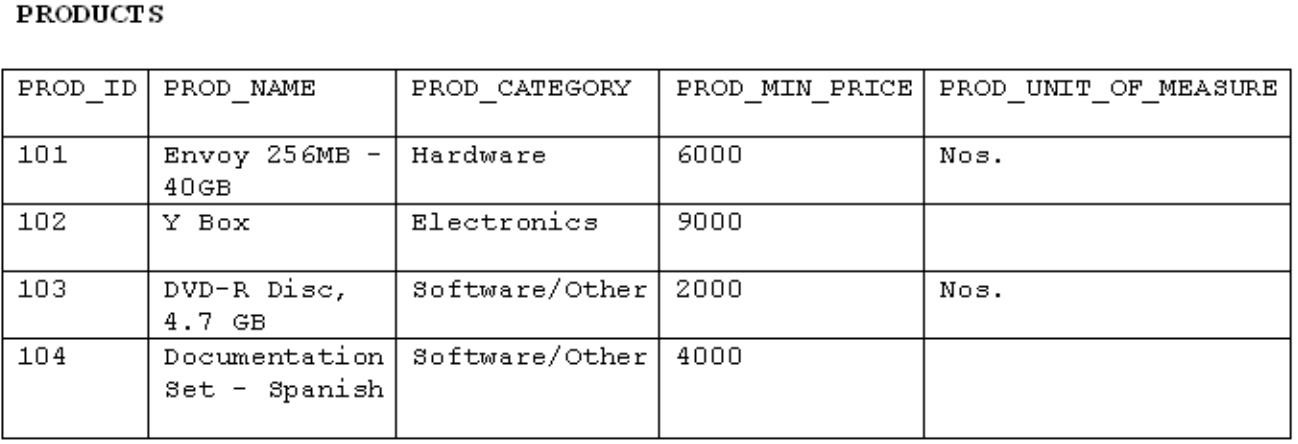 PRODUCTS
PROD_ID PROD_NAME PROD_CATEGORY PROD_MIN_PRICE PROD_UNIT_OF_MEASURE
101 Envoy 256MB - Hardware 6000 Nos.
40GB
102 Y Box Electronics 9000
103 DVD-R Disc, Software/Other 2000 Nos.
4.7 GB
104 Documentation Software/Other 4000
Set - Spanish